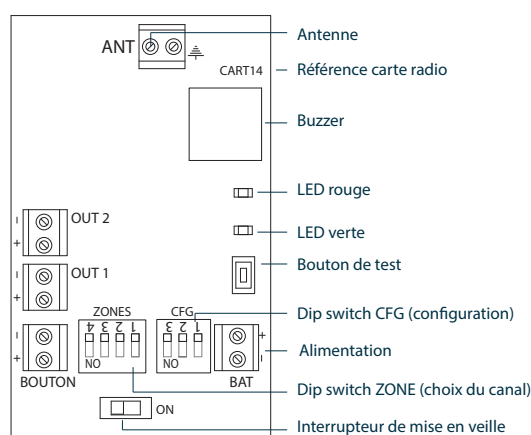 ANT
Antenne
CART14
Référence carte radio
Buzzer
LED rouge
LED verte
Bouton de test
- OUT 2
+
- OUT 1
+
ZONES
CFG
Dip switch CFG (configuration)
4 3 2 1
3 2 1
NO
NO
-
+
BOUTON
+
-
BAT
Alimentation
Dip switch ZONE (choix du canal)
ON
Interrupteur de mise en veille